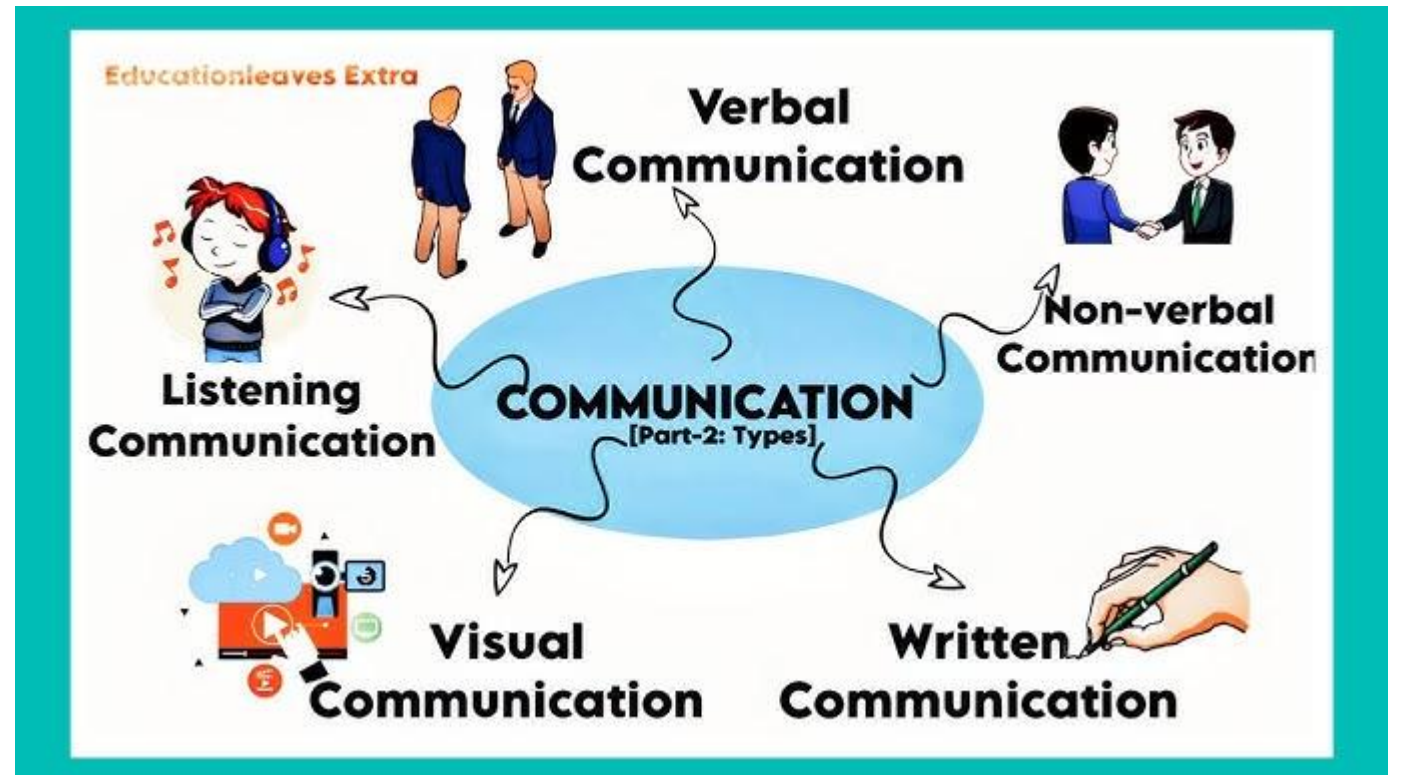 Educationleaves Extra
Verbal
Communication
Non-verbal
Communication
Listening
Communication
COMMUNICATION
[Part-2: Types]
Visual
Communication
Written
Communication